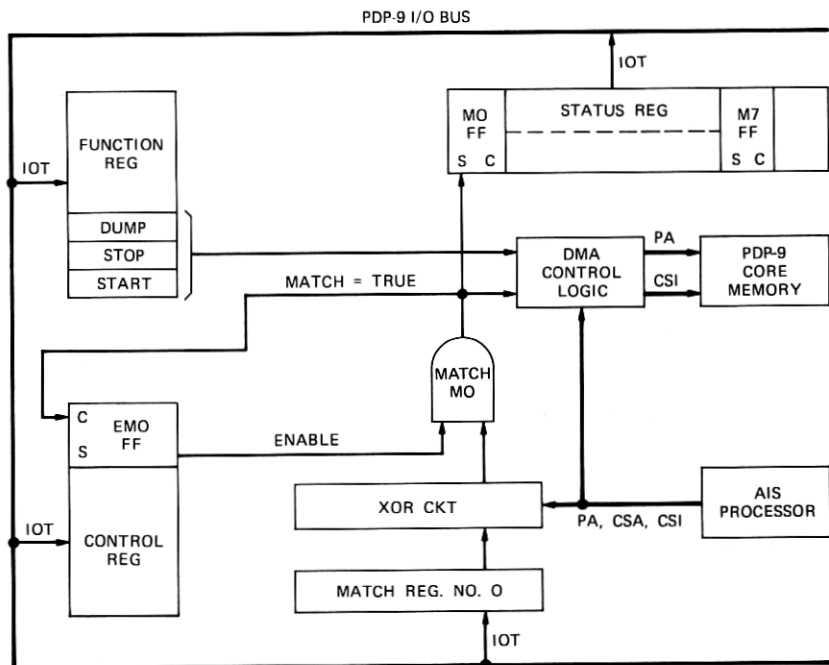 PDP-9 I/O BUS
IOT
FUNCTION
REG
IOT
DUMP
STOP
START
MO
FF
S C
STATUS REG
M7
FF
S C
MATCH = TRUE
DMA
CONTROL
LOGIC
PA
CSI
PDP-9
CORE
MEMORY
MATCH
MO
C
S
EMO
FF
ENABLE
IOT
CONTROL
REG
XOR CKT
PA, CSA, CSI
AIS
PROCESSOR
MATCH REG. NO. O
IOT